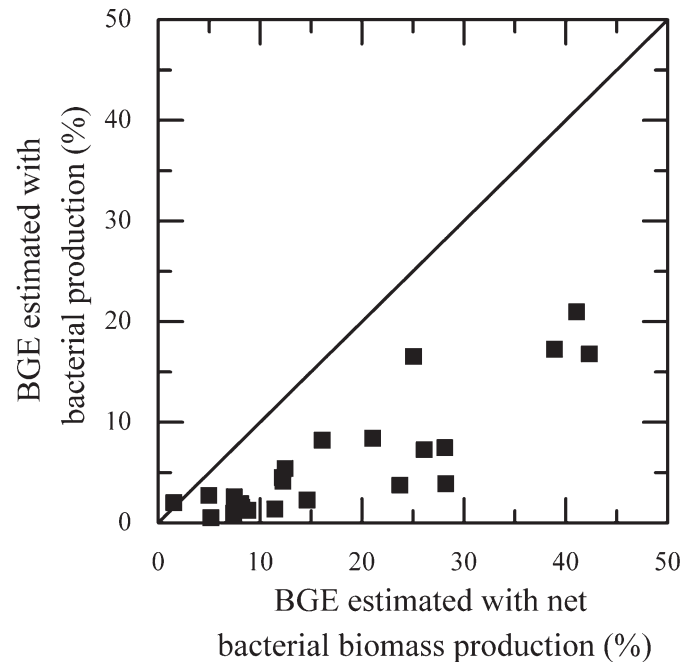 BGE estimated with
bacterial production (%)
50
40
30
20
10
0
0 10 20 30 40 50
BGE estimated with net
bacterial biomass production (%)